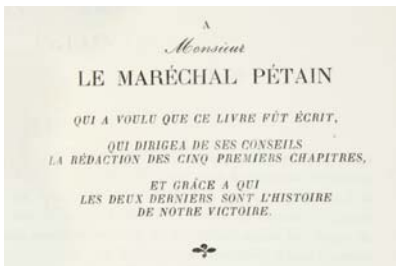 A
Monsieur
LE MARÉCHAL PÉTAIN
QUI A VOULU QUE CE LIVRE FÛT ÉCRIT,
QUI DIRIGEA DE SES CONSEILS
LA RÉDACTION DES CINQ PREMIERS CHAPITRES,
ET GRÂCE A QUI
LES DEUX DERNIERS SONT L'HISTOIRE
DE NOTRE VICTOIRE.